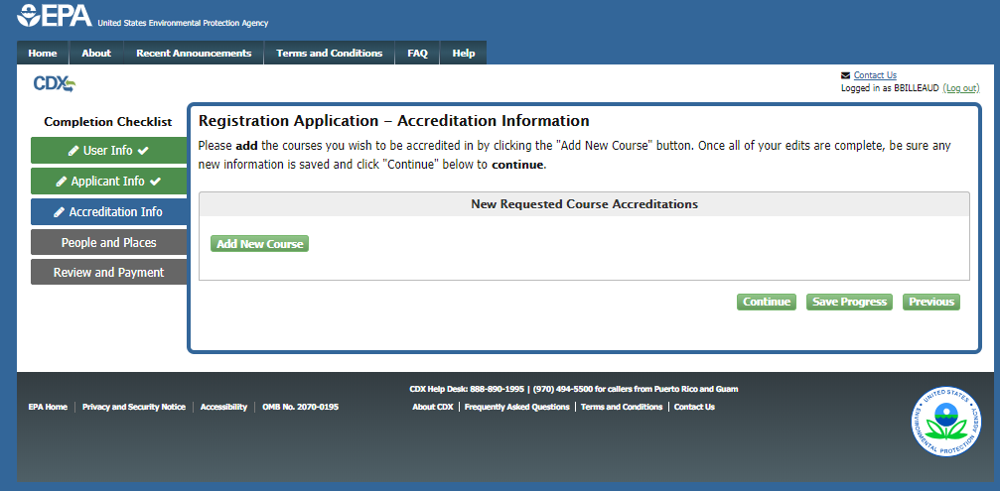 EPA United States Environmental Protection Agency
Home About Recent Announcements Terms and Conditions FAQ Help
CDX
Contact Us
Logged in as BBILLEAUD (Log out)
Completion Checklist
User Info
Applicant Info
Accreditation Info
People and Places
Review and Payment
Registration Application – Accreditation Information
Please add the courses you wish to be accredited in by clicking the "Add New Course" button. Once all of your edits are complete, be sure any
new information is saved and click "Continue" below to continue.
New Requested Course Accreditations
Add New Course
Continue Save Progress Previous
CDX Help Desk: 888-890-1995 | (970) 494-5500 for callers from Puerto Rico and Guam
EPA Home | Privacy and Security Notice | Accessibility | OMB No. 2070-0195
About CDX | Frequently Asked Questions | Terms and Conditions | Contact Us
UNITED STATES
ENVIRONMENTAL PROTECTION AGENCY